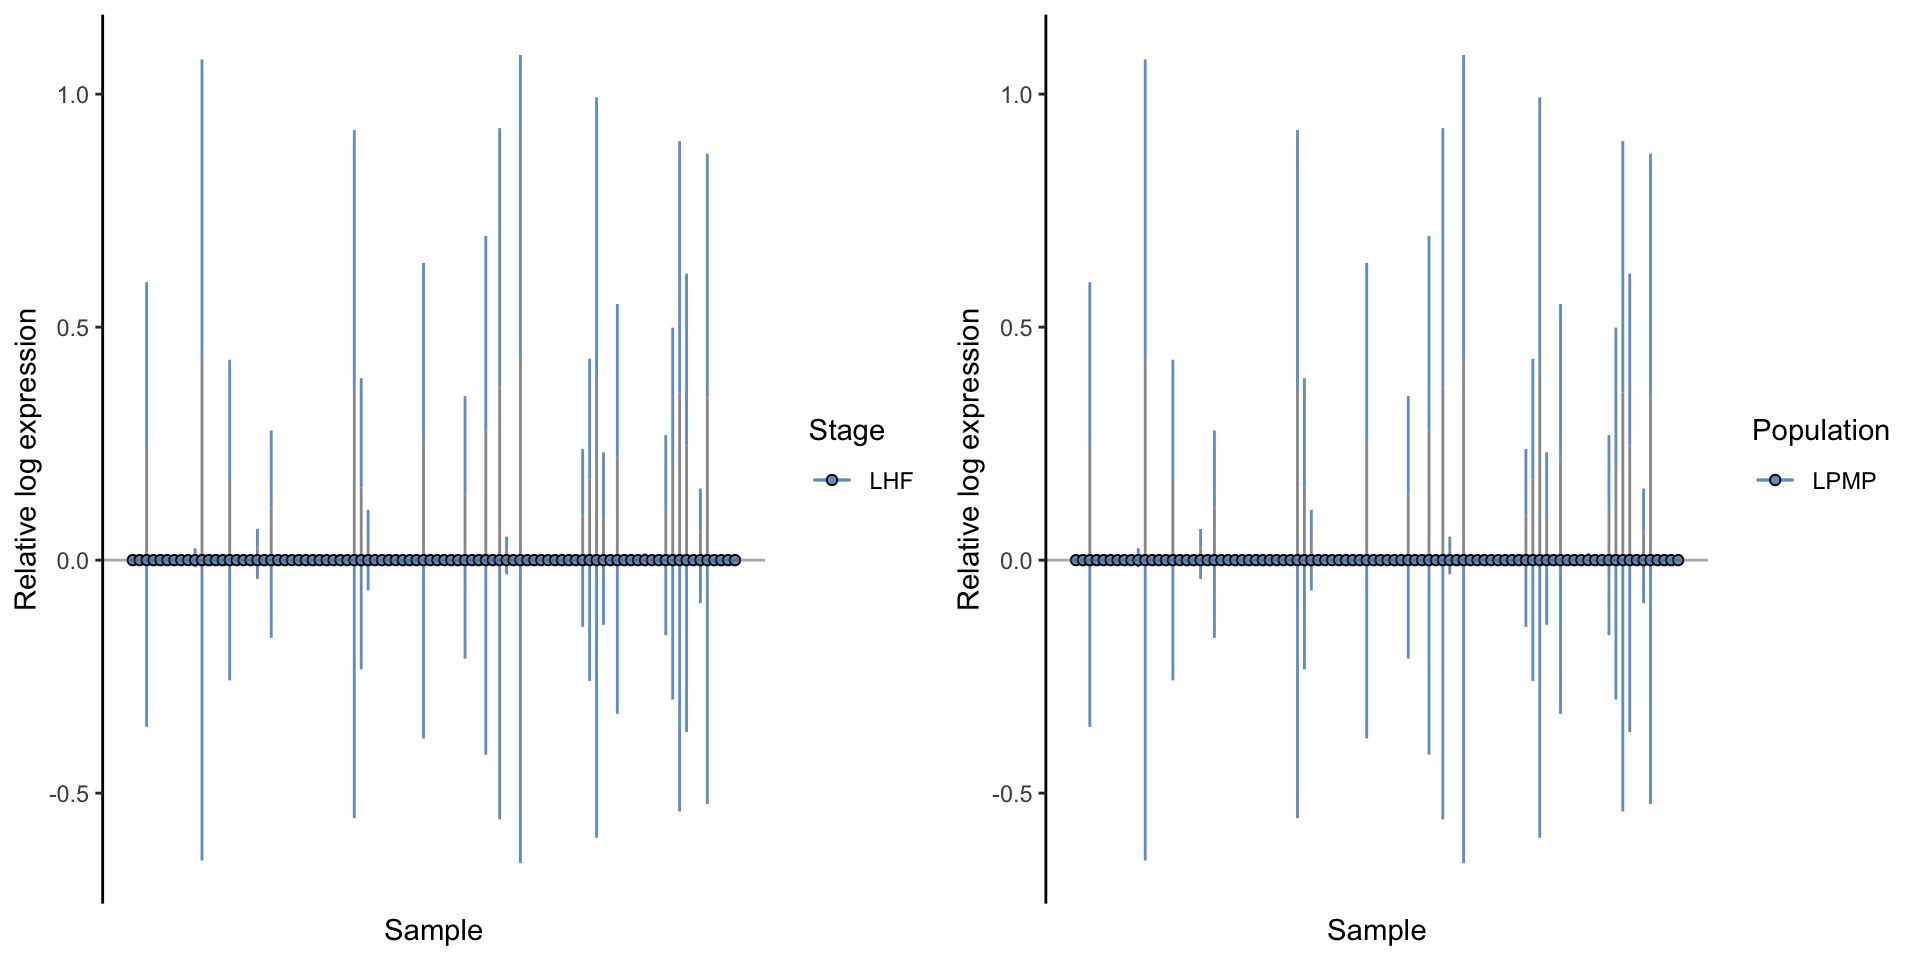 Relative log expression
1.0
0.5
0.0
-0.5
Sample
Stage
LHF
Relative log expression
1.0
0.5
0.0
-0.5
Sample
Population
LPMP